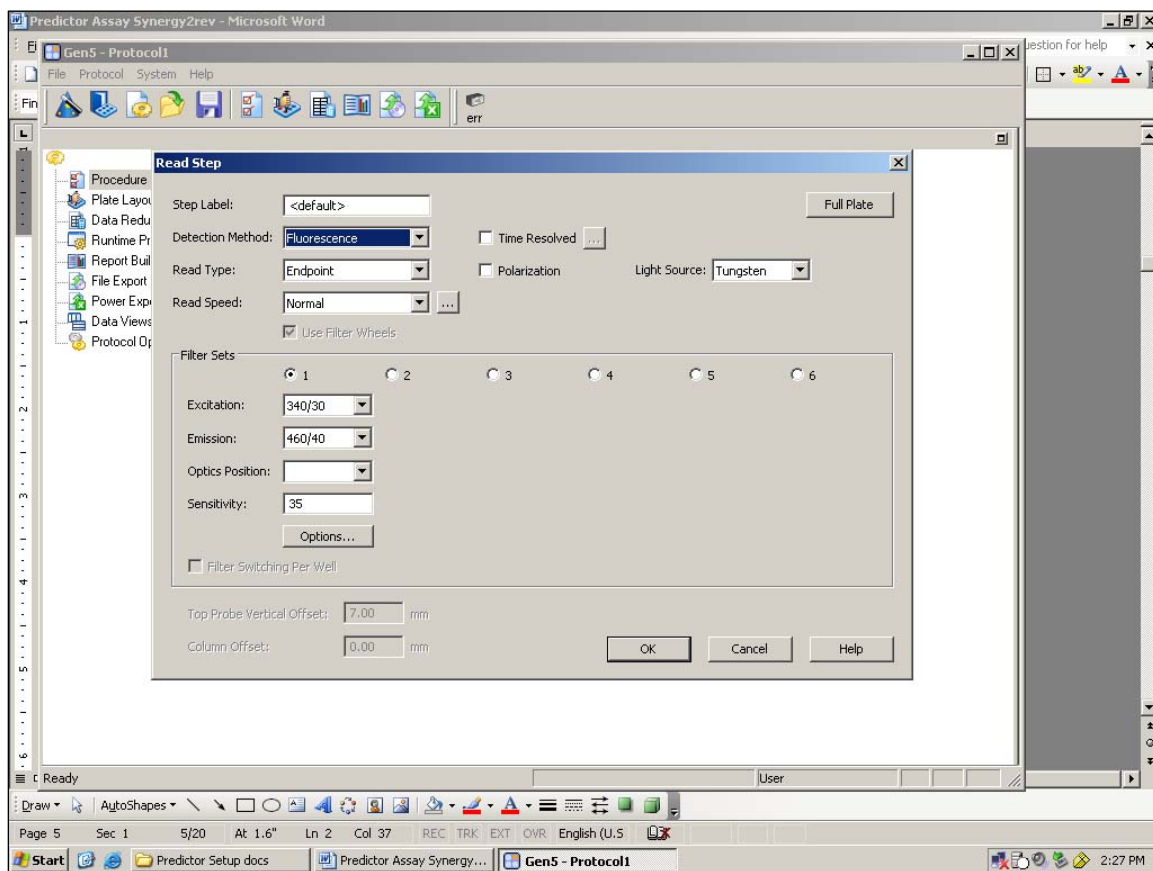 Predictor Assay Synergy2rev - Microsoft Word
Gen5 - Protocol1
uestion for help
File Protocol System Help
Fin
err
Read Step
Procedure
Plate Layou
Data Redu
Runtime Pr
Report Buil
File Export
Power Expo
Data Views
Protocol Op
Step Label: <default> Full Plate
Detection Method: Fluorescence Time Resolved ...
Read Type: Endpoint Polarization Light Source: Tungsten
Read Speed: Normal ...
Use Filter Wheels
Filter Sets
1 2 3 4 5 6
Excitation: 340/30
Emission: 460/40
Optics Position:
Sensitivity: 35
Options...
Filter Switching Per Well
Top Probe Vertical Offset: 7.00 mm
Column Offset: 0.00 mm
OK Cancel Help
Ready User
Draw AutoShapes
Page 5 Sec 1 5/20 At 1.6" Ln 2 Col 37 REC TRK EXT OVR English (U.S
Start Predictor Setup docs Predictor Assay Synergy... Gen5 - Protocol1 2:27 PM